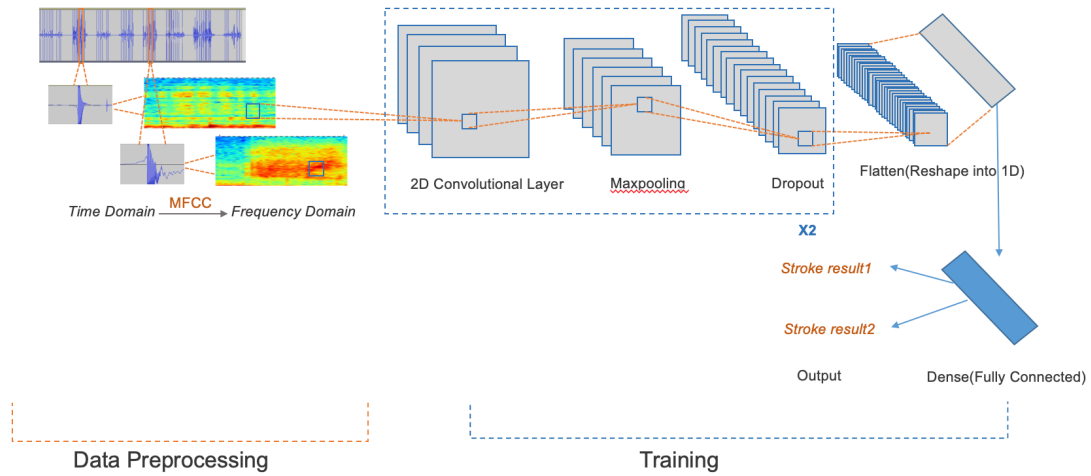 2D Convolutional Layer
Maxpooling
Dropout
Flatten(Reshape into 1D)
MFCC
Time Domain
Frequency Domain
X2
Stroke result1
Stroke result2
Output
Dense(Fully Connected)
Data Preprocessing
Training